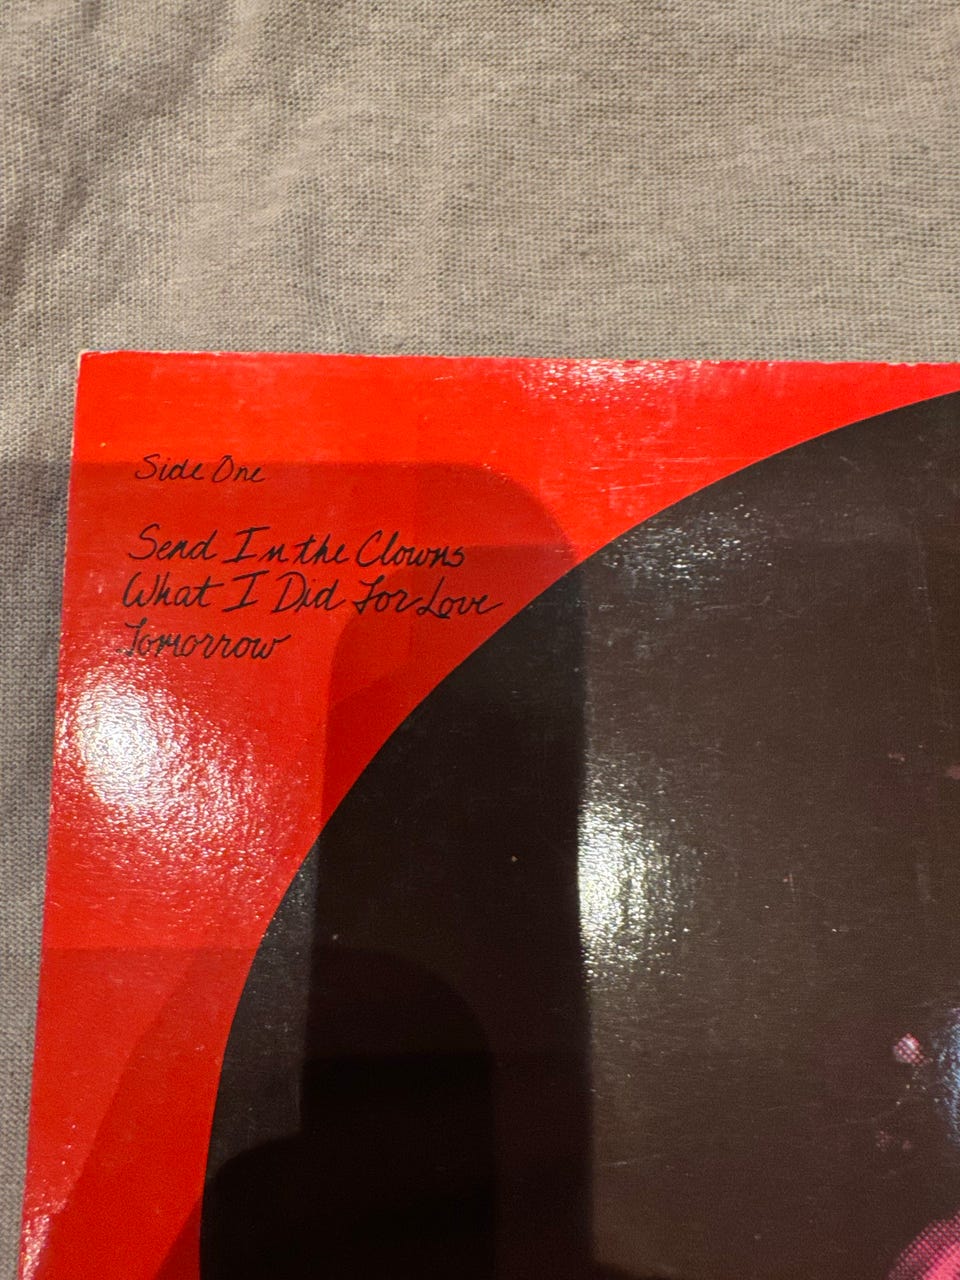 Side One
Send In the Clowns
What I Did For Love
Tomorrow